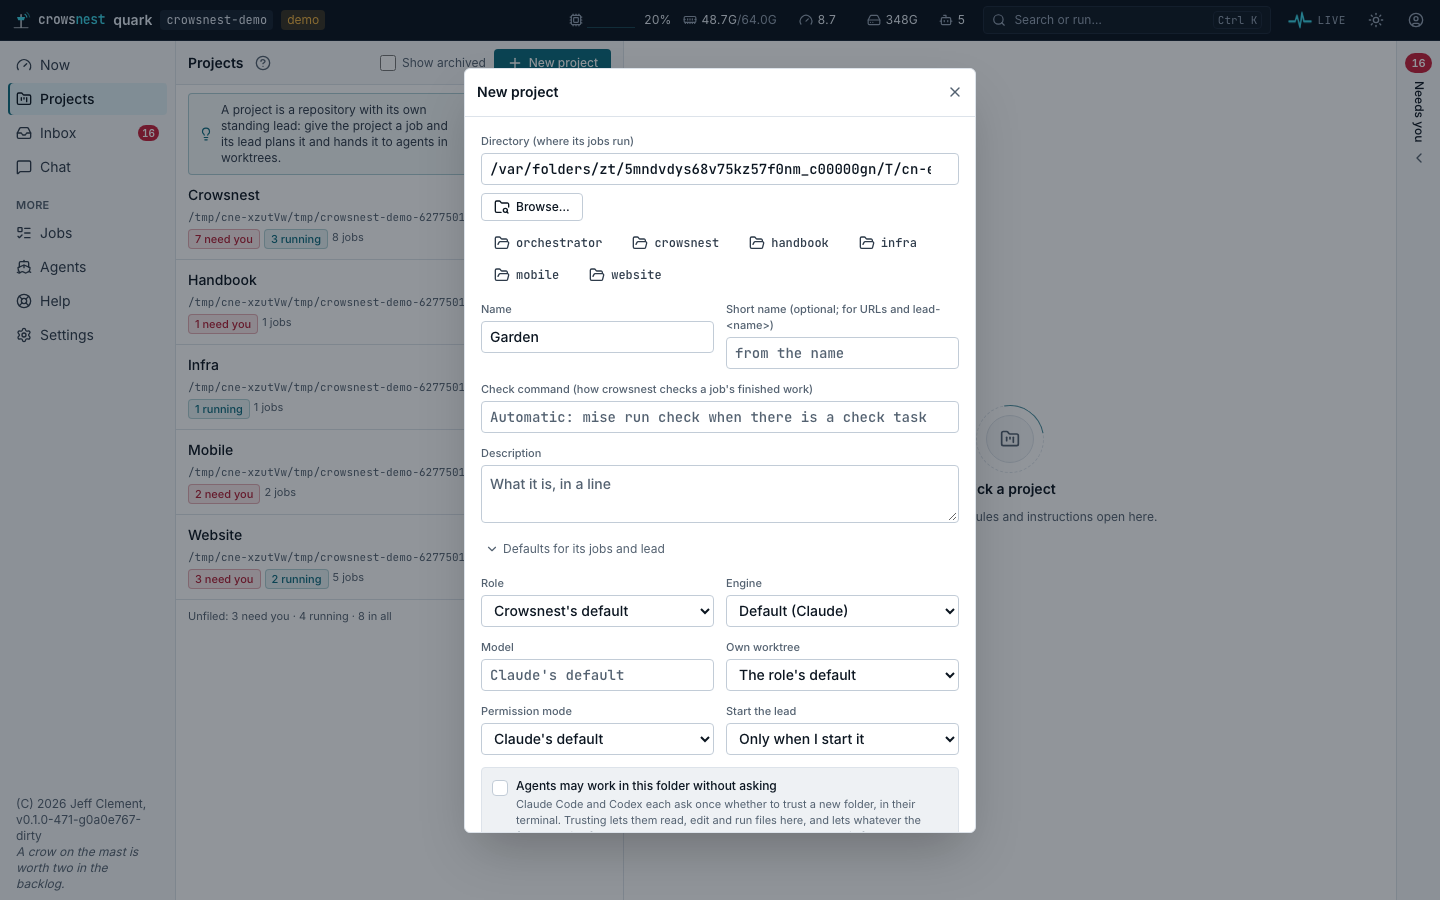 crowsnest quark crowsnest-demo demo 20% 48.7G/64.0G 8.7 348G 5 Search or run... Ctrl K LIVE
Now
Projects
Inbox 16
Chat
MORE
Jobs
Agents
Help
Settings
(C) 2026 Jeff Clement,
v0.1.0-471-g0a0e767-
dirty
A crow on the mast is
worth two in the
backlog.
Projects Show archived New project
A project is a repository with its own
standing lead: give the project a job and
its lead plans it and hands it to agents in
worktrees.
Crowsnest
/tmp/cne-xzutVw/tmp/crowsnest-demo-6277501
7 need you 3 running 8 jobs
Handbook
/tmp/cne-xzutVw/tmp/crowsnest-demo-6277501
1 need you 1 jobs
Infra
/tmp/cne-xzutVw/tmp/crowsnest-demo-6277501
1 running 1 jobs
Mobile
/tmp/cne-xzutVw/tmp/crowsnest-demo-6277501
2 need you 2 jobs
Website
/tmp/cne-xzutVw/tmp/crowsnest-demo-6277501
3 need you 2 running 5 jobs
Unfiled: 3 need you · 4 running · 8 in all
New project
Directory (where its jobs run)
/var/folders/zt/5mndvdys68v75kz57f0nm_c00000gn/T/cn-e
Browse...
orchestrator crowsnest handbook infra
mobile website
Name
Garden
Short name (optional; for URLs and lead-
<name>)
from the name
Check command (how crowsnest checks a job's finished work)
Automatic: mise run check when there is a check task
Description
What it is, in a line
Defaults for its jobs and lead
Role Engine
Crowsnest's default Default (Claude)
Model Own worktree
Claude's default The role's default
Permission mode Start the lead
Claude's default Only when I start it
Agents may work in this folder without asking
Claude Code and Codex each ask once whether to trust a new folder, in their
terminal. Trusting lets them read, edit and run files here, and lets whatever the
ck a project
ules and instructions open here.
16
Needs you